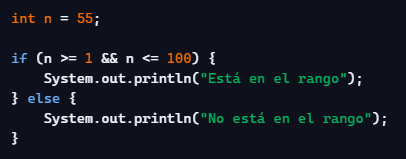 int n = 55;

if (n >= 1 && n <= 100) {
    System.out.println("Está en el rango");
} else {
    System.out.println("No está en el rango");
}